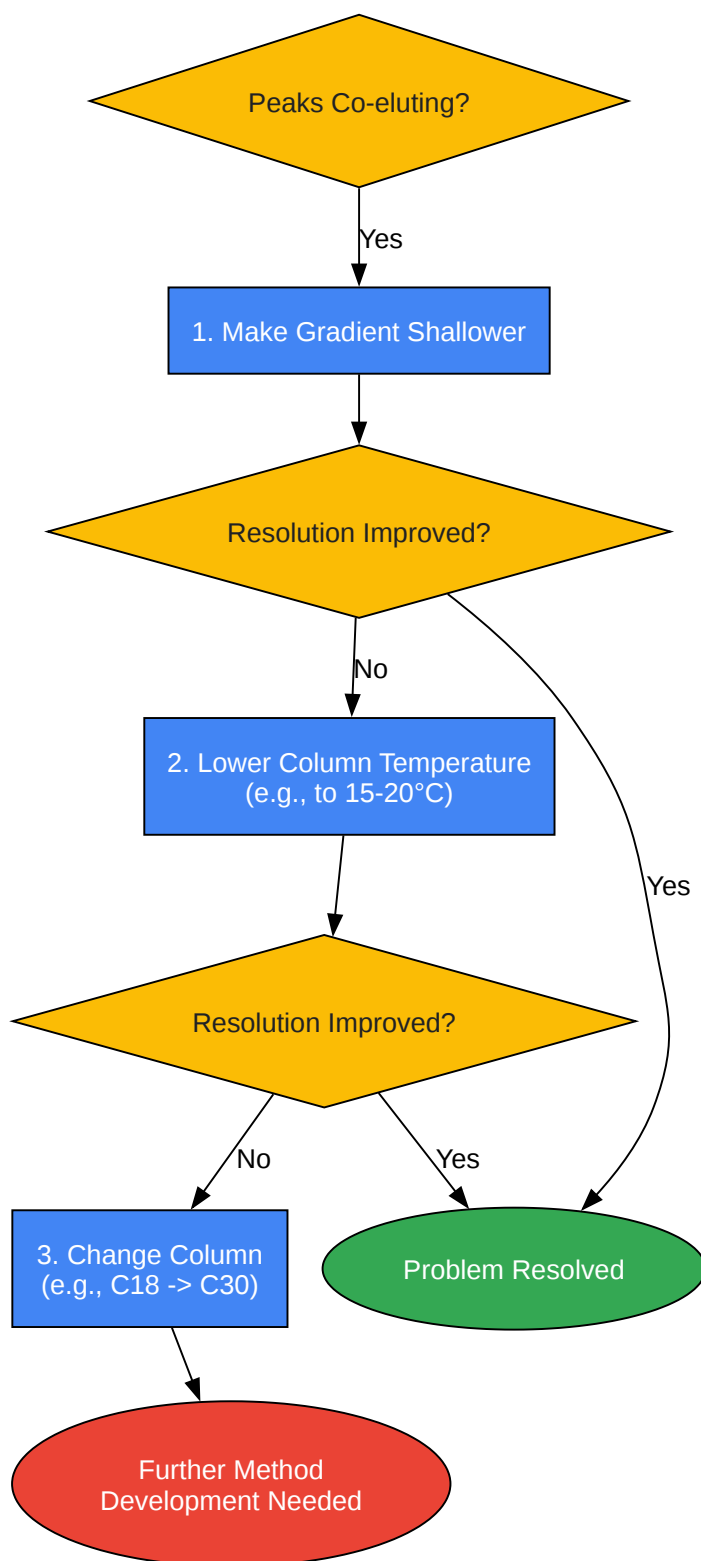 Peaks Co-eluting?
Yes
1. Make Gradient Shallower
Resolution Improved?
No
2. Lower Column Temperature
(e.g., to 15-20°C)
Yes
Resolution Improved?
No
Yes
3. Change Column
(e.g., C18 -> C30)
Problem Resolved
Further Method
Development Needed